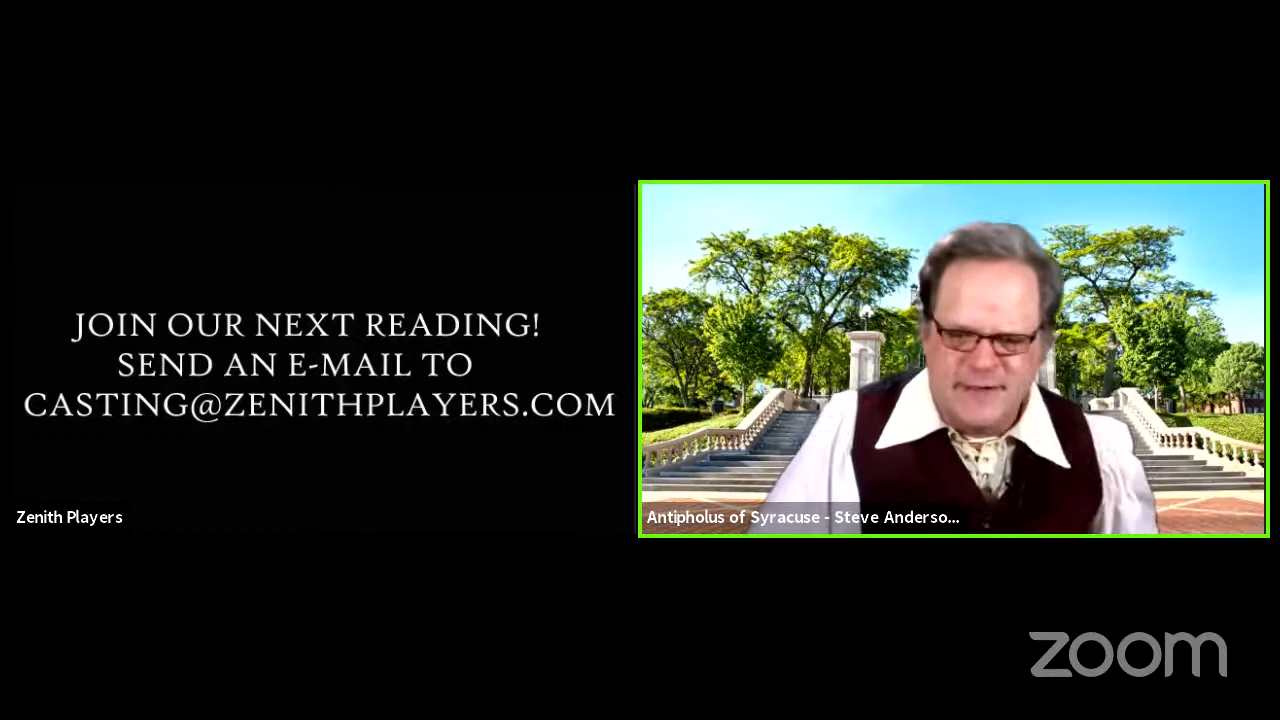 JOIN OUR NEXT READING!
SEND AN E-MAIL TO
CASTING@ZENITHPLAYERS.COM
Zenith Players
Antipholus of Syracuse - Steve Anderso...
zoom